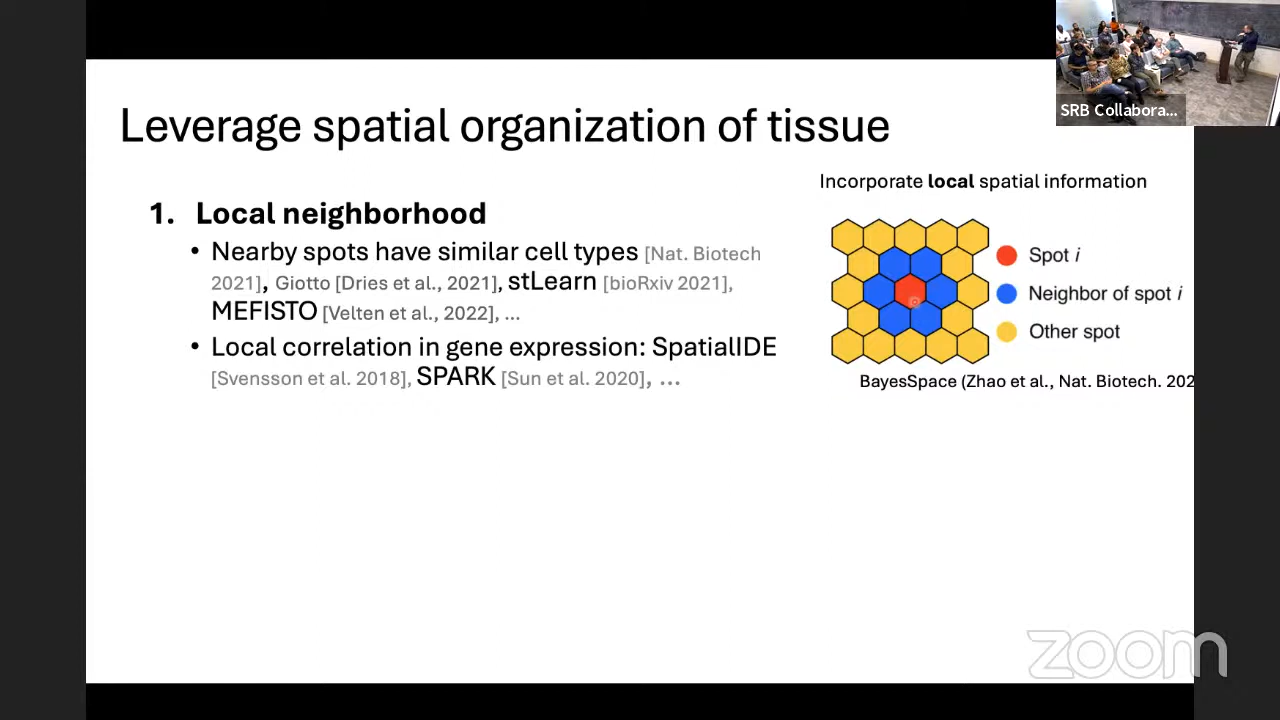 SRB Collabora...
Leverage spatial organization of tissue
1. Local neighborhood
• Nearby spots have similar cell types [Nat. Biotech
2021], Giotto [Dries et al., 2021], stLearn [bioRxiv 2021],
MEFISTO [Velten et al., 2022], ...
• Local correlation in gene expression: SpatialIDE
[Svensson et al. 2018], SPARK [Sun et al. 2020], ...
Incorporate local spatial information
Spot i
Neighbor of spot i
Other spot
BayesSpace (Zhao et al., Nat. Biotech. 202
zoom